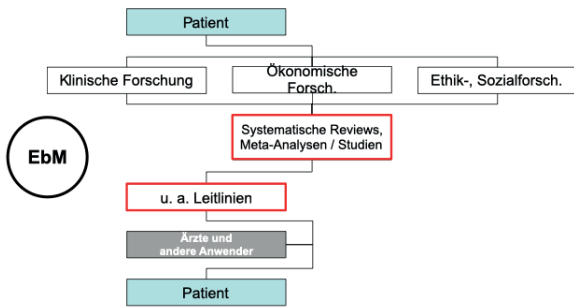 Patient
Klinische Forschung
Ökonomische
Forsch.
Ethik-, Sozialforsch.
Systematische Reviews,
Meta-Analysen / Studien
EbM
u. a. Leitlinien
Ärzte und
andere Anwender
Patient